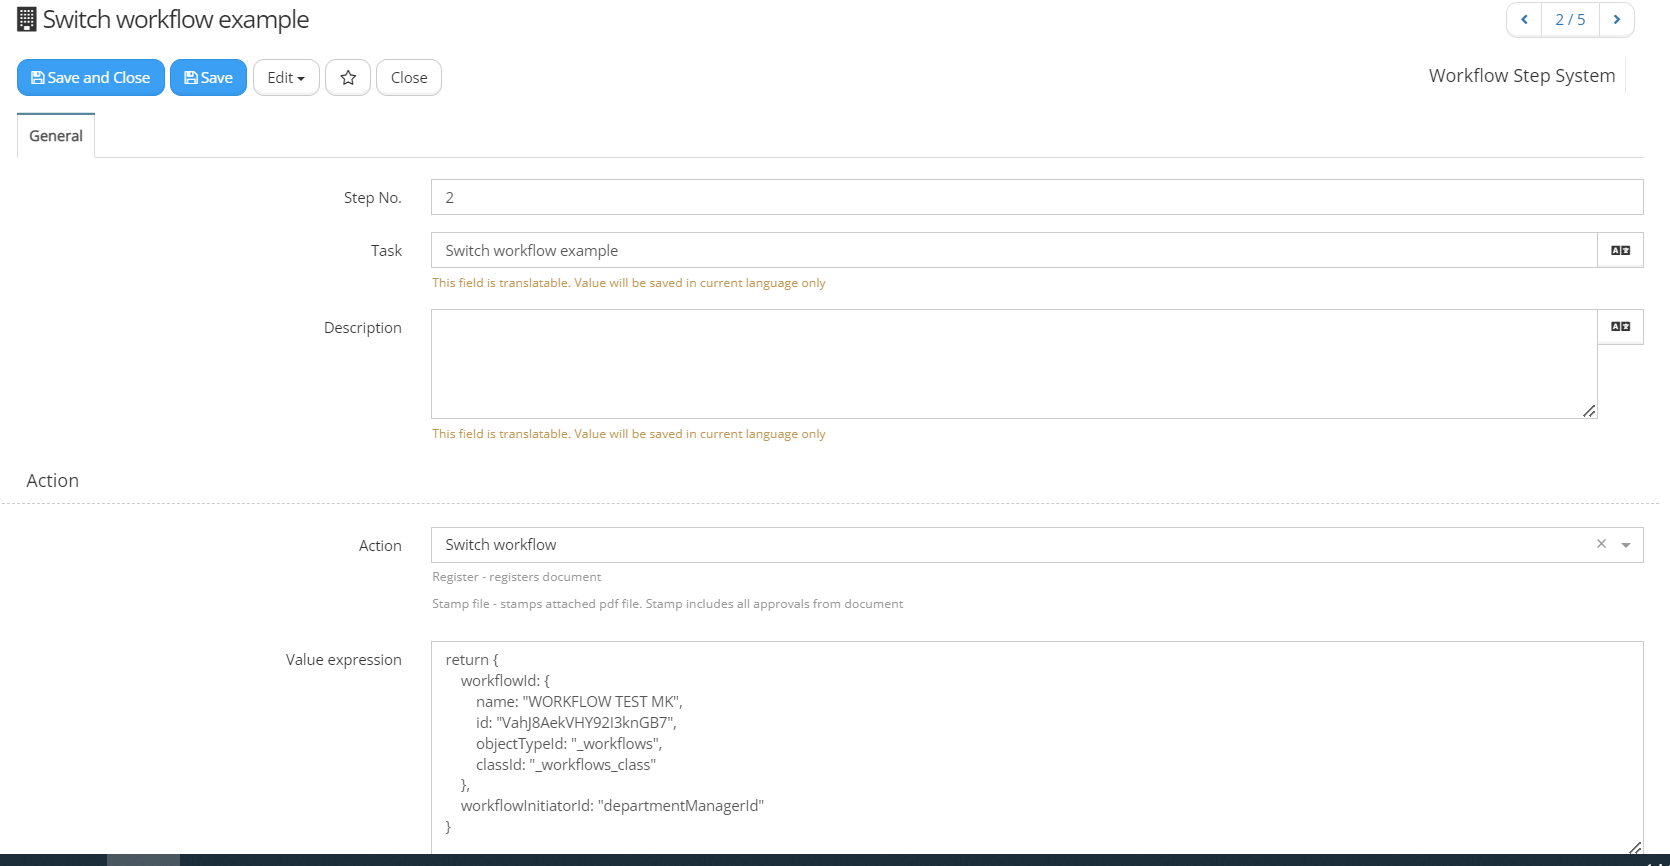 Switch workflow example
2 / 5
Save and Close
Save
Edit
Close
Workflow Step System
General
Step No.
2
Task
Switch workflow example
This field is translatable. Value will be saved in current language only
Description
This field is translatable. Value will be saved in current language only
Action
Action
Switch workflow
Register - registers document
Stamp file - stamps attached pdf file. Stamp includes all approvals from document
Value expression
return {
workflowId: {
name: "WORKFLOW TEST MK",
id: "VahJ8AekVHY92I3knGB7",
objectTypeId: "_workflows",
classId: "_workflows_class"
},
workflowInitiatorId: "departmentManagerId"
}